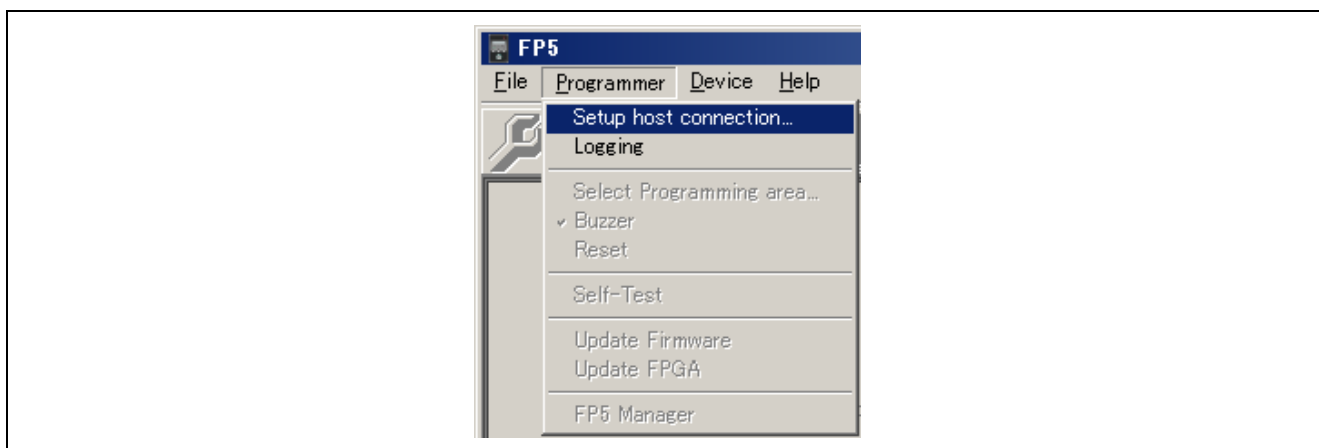 FP5
File Programmer Device Help
Setup host connection...
Logging
Select Programming area...
Buzzer
Reset
Self-Test
Update Firmware
Update FPGA
FP5 Manager